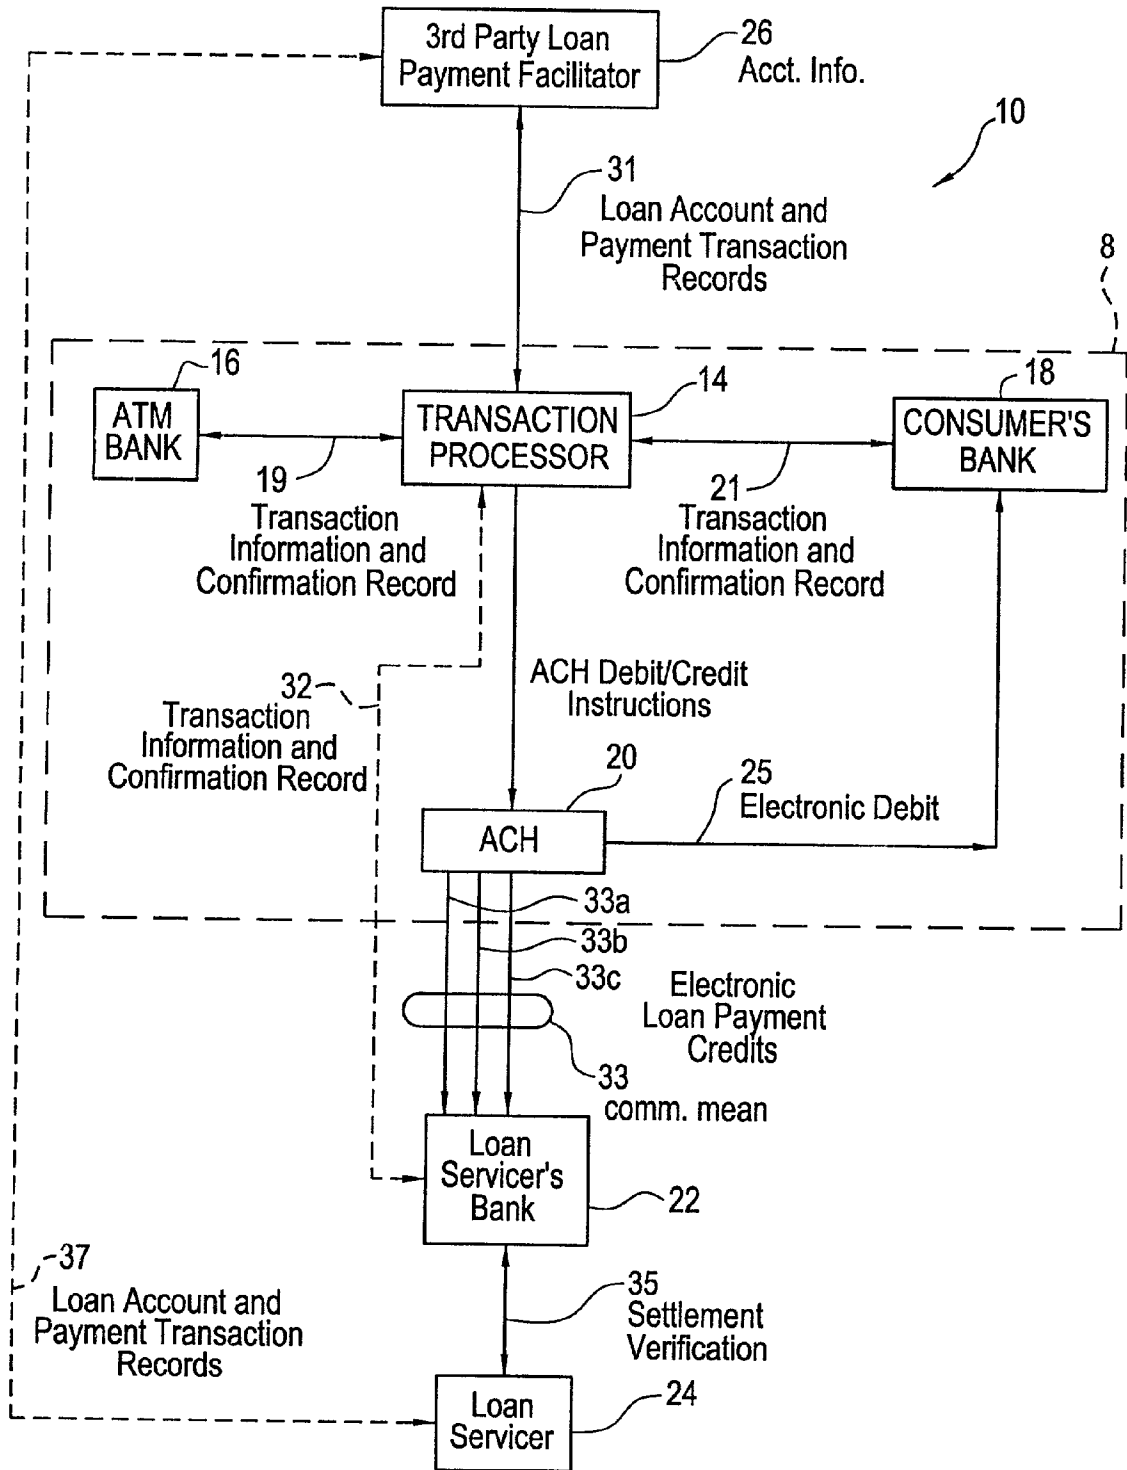 3rd Party Loan
Payment Facilitator
26
Acct. Info.
10
31
Loan Account and
Payment Transaction
Records
8
16
ATM
BANK
14
TRANSACTION
PROCESSOR
18
CONSUMER'S
BANK
19
Transaction
Information and
Confirmation Record
21
Transaction
Information and
Confirmation Record
32
Transaction
Information and
Confirmation Record
ACH Debit/Credit
Instructions
20
ACH
25
Electronic Debit
33a
33b
33c
Electronic
Loan Payment
Credits
33
comm. mean
Loan
Servicer's
Bank
22
37
Loan Account and
Payment Transaction
Records
35
Settlement
Verification
Loan
Servicer
24